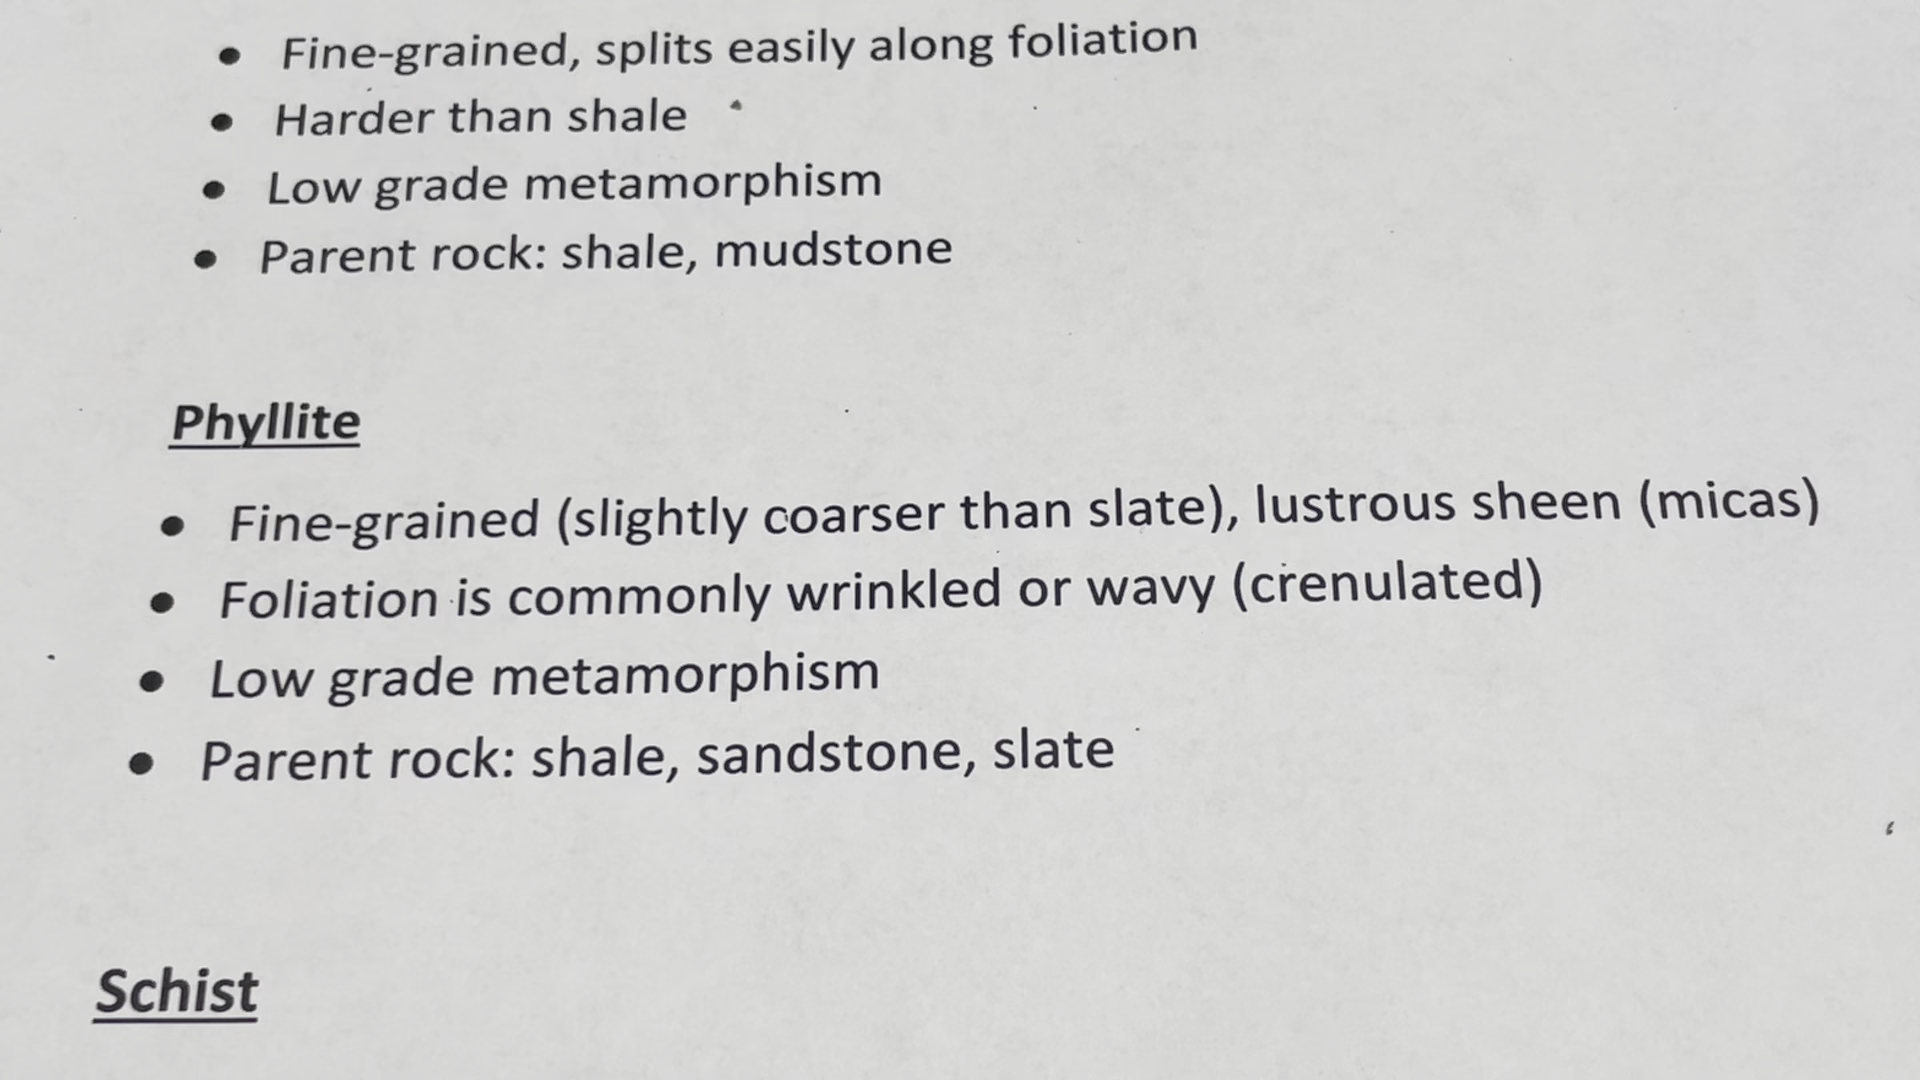 • Fine-grained, splits easily along foliation
• Harder than shale
• Low grade metamorphism
• Parent rock: shale, mudstone
Phyllite
• Fine-grained (slightly coarser than slate), lustrous sheen (micas)
• Foliation is commonly wrinkled or wavy (crenulated)
• Low grade metamorphism
• Parent rock: shale, sandstone, slate
Schist